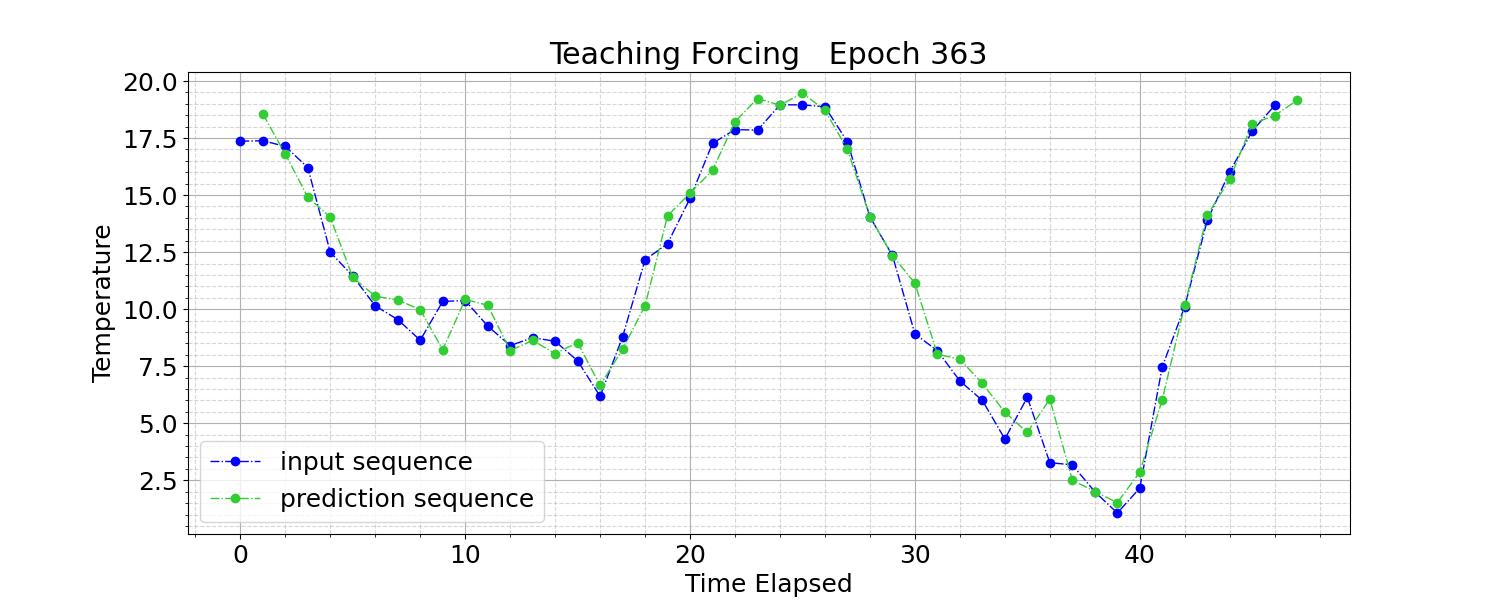 Teaching Forcing   Epoch 363
20.0
17.5
15.0
12.5
10.0
7.5
5.0
2.5
Temperature
input sequence
prediction sequence
0 10 20 30 40
Time Elapsed